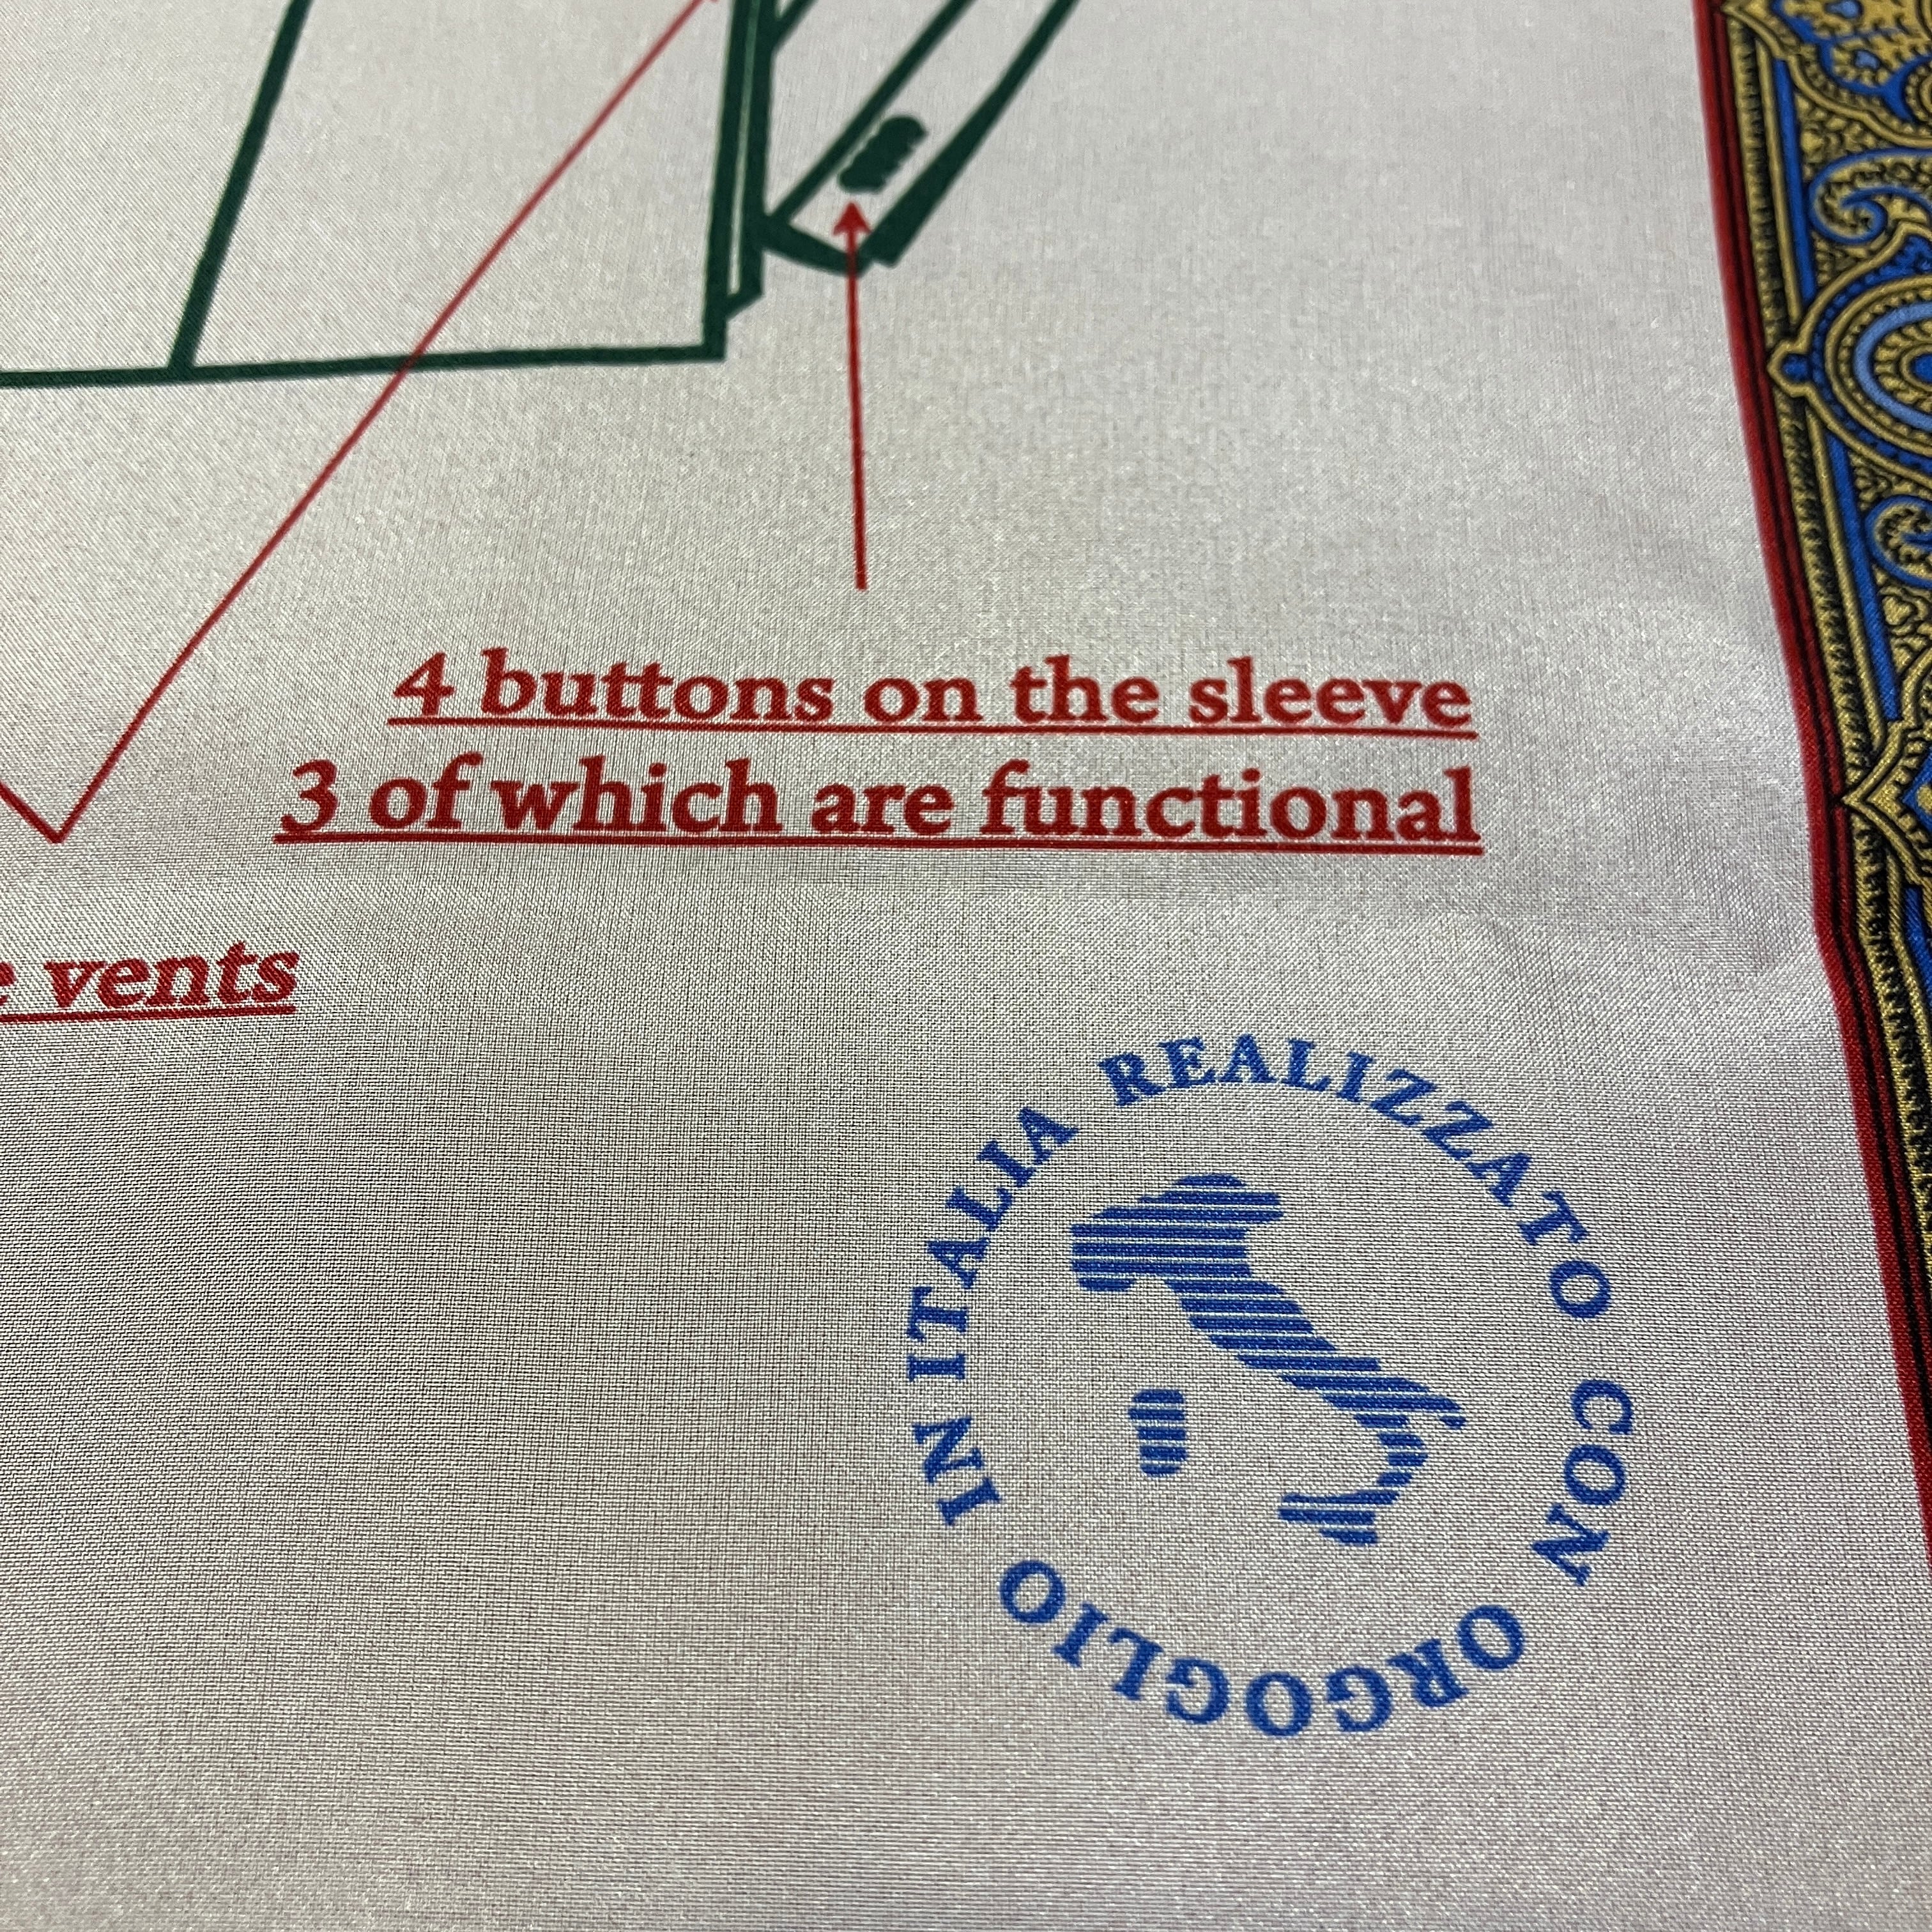 4 buttons on the sleeve
3 of which are functional
vents
REALIZZATO CON ORGOGLIO IN ITALIA